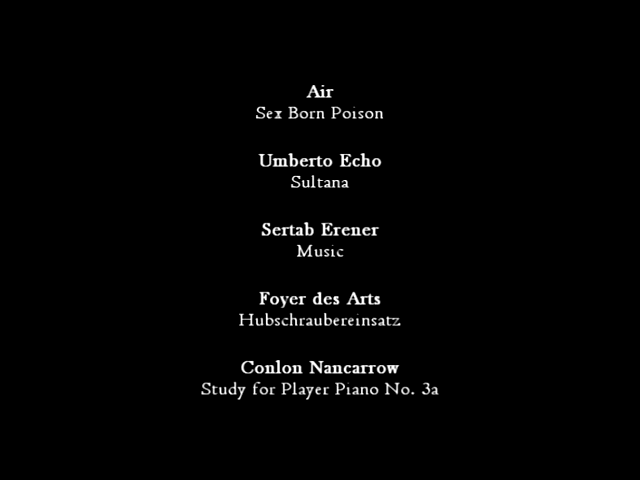 Air
Sex Born Poison
Umberto Echo
Sultana
Sertab Erener
Music
Foyer des Arts
Hubschraubereinsatz
Conlon Nancarrow
Study for Player Piano No. 3a